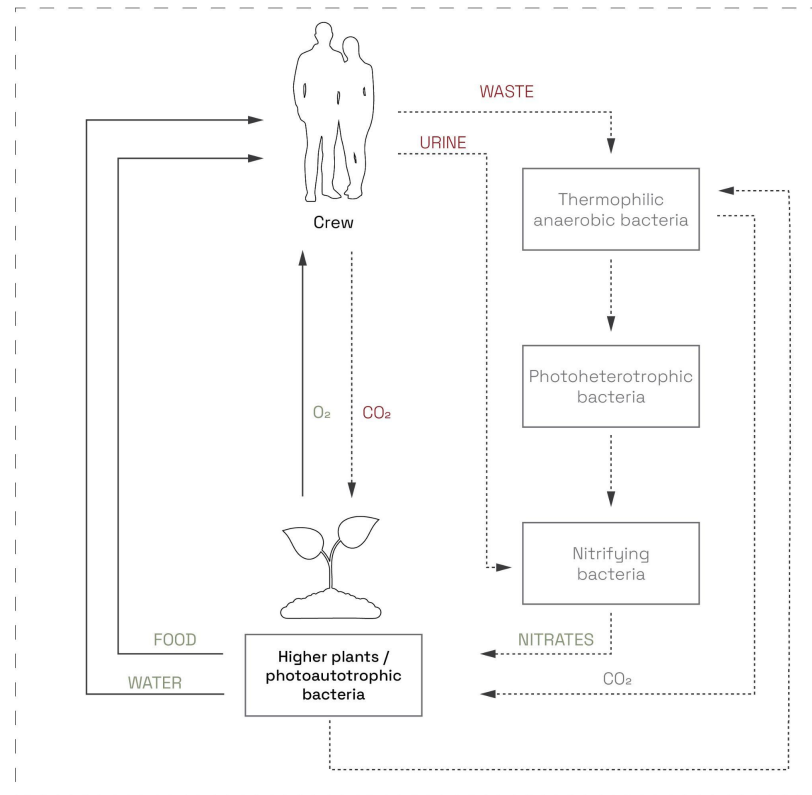 WASTE
URINE
Crew
Thermophilic
anaerobic bacteria
Photoheterotrophic
bacteria
O₂
CO₂
Nitrifying
bacteria
FOOD
WATER
Higher plants /
photoautotrophic
bacteria
NITRATES
CO₂